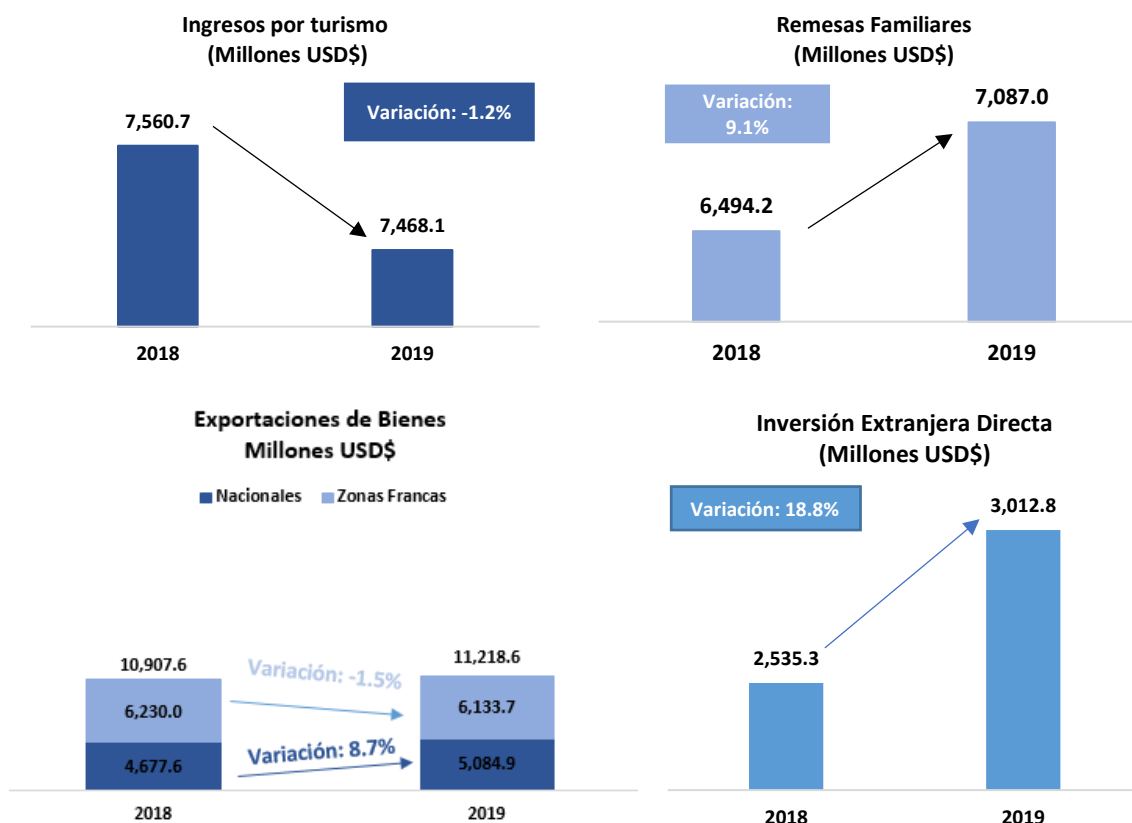 Ingresos por turismo
(Millones USD$)
Variación: -1.2%
7,560.7
7,468.1
2018
2019
Remesas Familiares
(Millones USD$)
Variación:
9.1%
7,087.0
6,494.2
2018
2019
Exportaciones de Bienes
Millones USD$
Nacionales
Zonas Francas
10,907.6
Variación: -1.5%
11,218.6
6,230.0
6,133.7
Variación: 8.7%
4,677.6
5,084.9
2018
2019
Inversión Extranjera Directa
(Millones USD$)
Variación: 18.8%
3,012.8
2,535.3
2018
2019